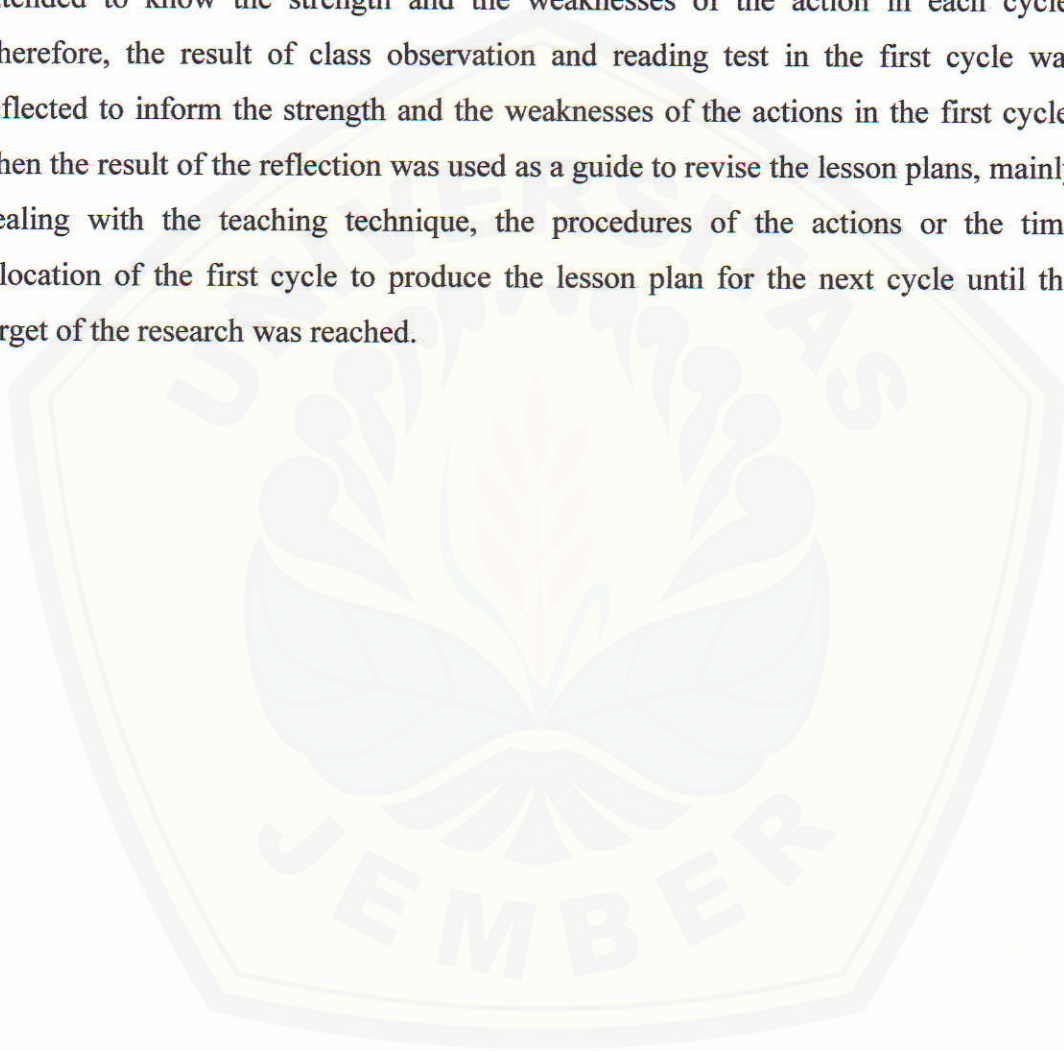 tended to know the strength and the weaknesses of the action in each cycle
herefore, the result of class observation and reading test in the first cycle wa
eflected to inform the strength and the weaknesses of the actions in the first cycle
hen the result of the reflection was used as a guide to revise the lesson plans, mainl
ealing with the teaching technique, the procedures of the actions or the tim
location of the first cycle to produce the lesson plan for the next cycle until th
rget of the research was reached.
UNIVERSITAS
JEMBER